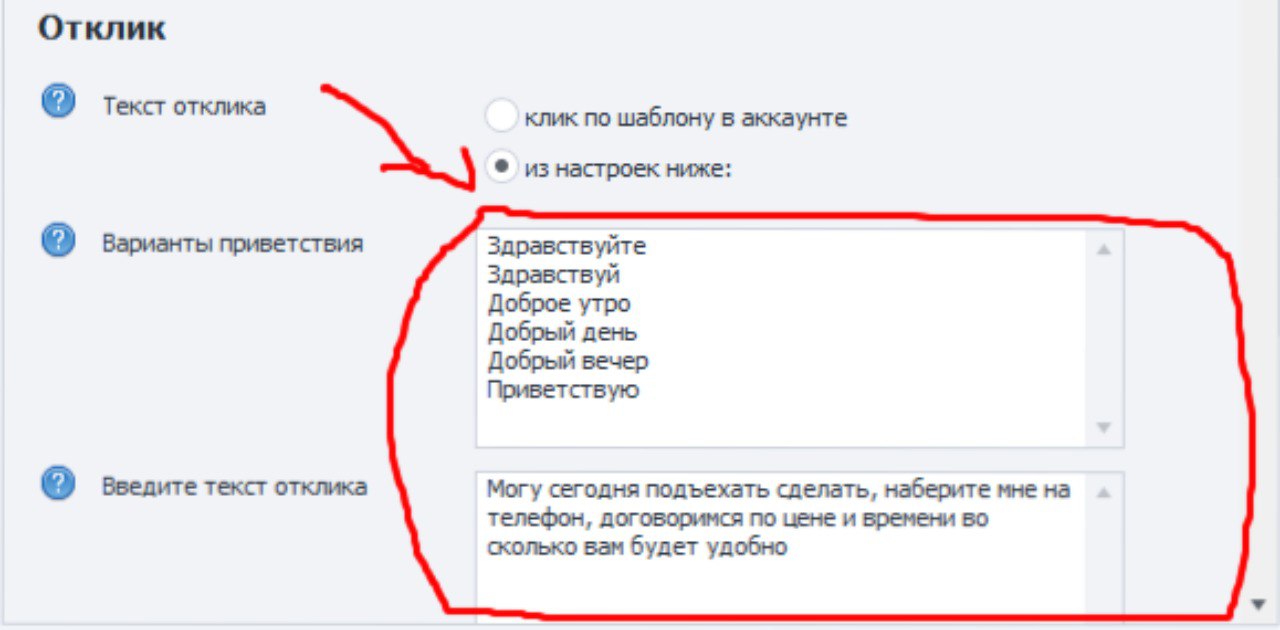 Отклик
Текст отклика
клик по шаблону в аккаунте
из настроек ниже:
Варианты приветствия
Здравствуйте
Здравствуй
Доброе утро
Добрый день
Добрый вечер
Приветствую
Введите текст отклика
Могу сегодня подъехать сделать, наберите мне на
телефон, договоримся по цене и времени во
сколько вам будет удобно